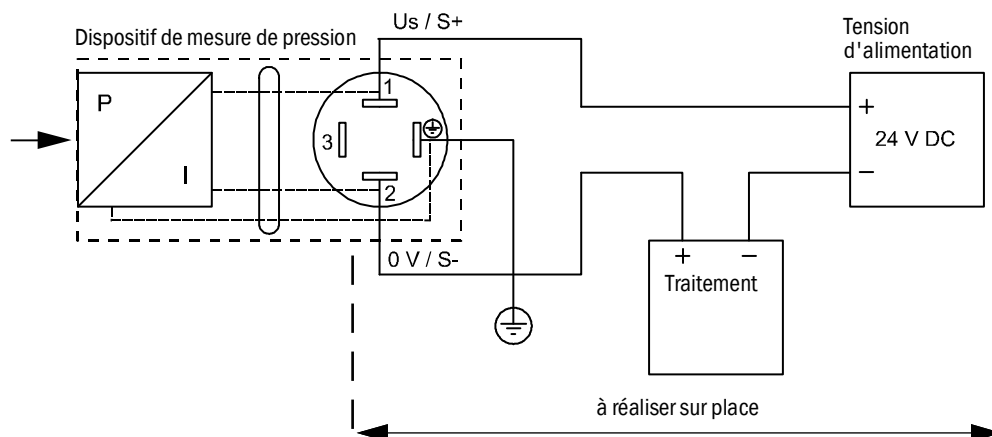 Us / S+
Tension
d'alimentation
Dispositif de mesure de pression
P
I
1
3
2
+
24 V DC
−
0 V / S-
+ −
Traitement
à réaliser sur place